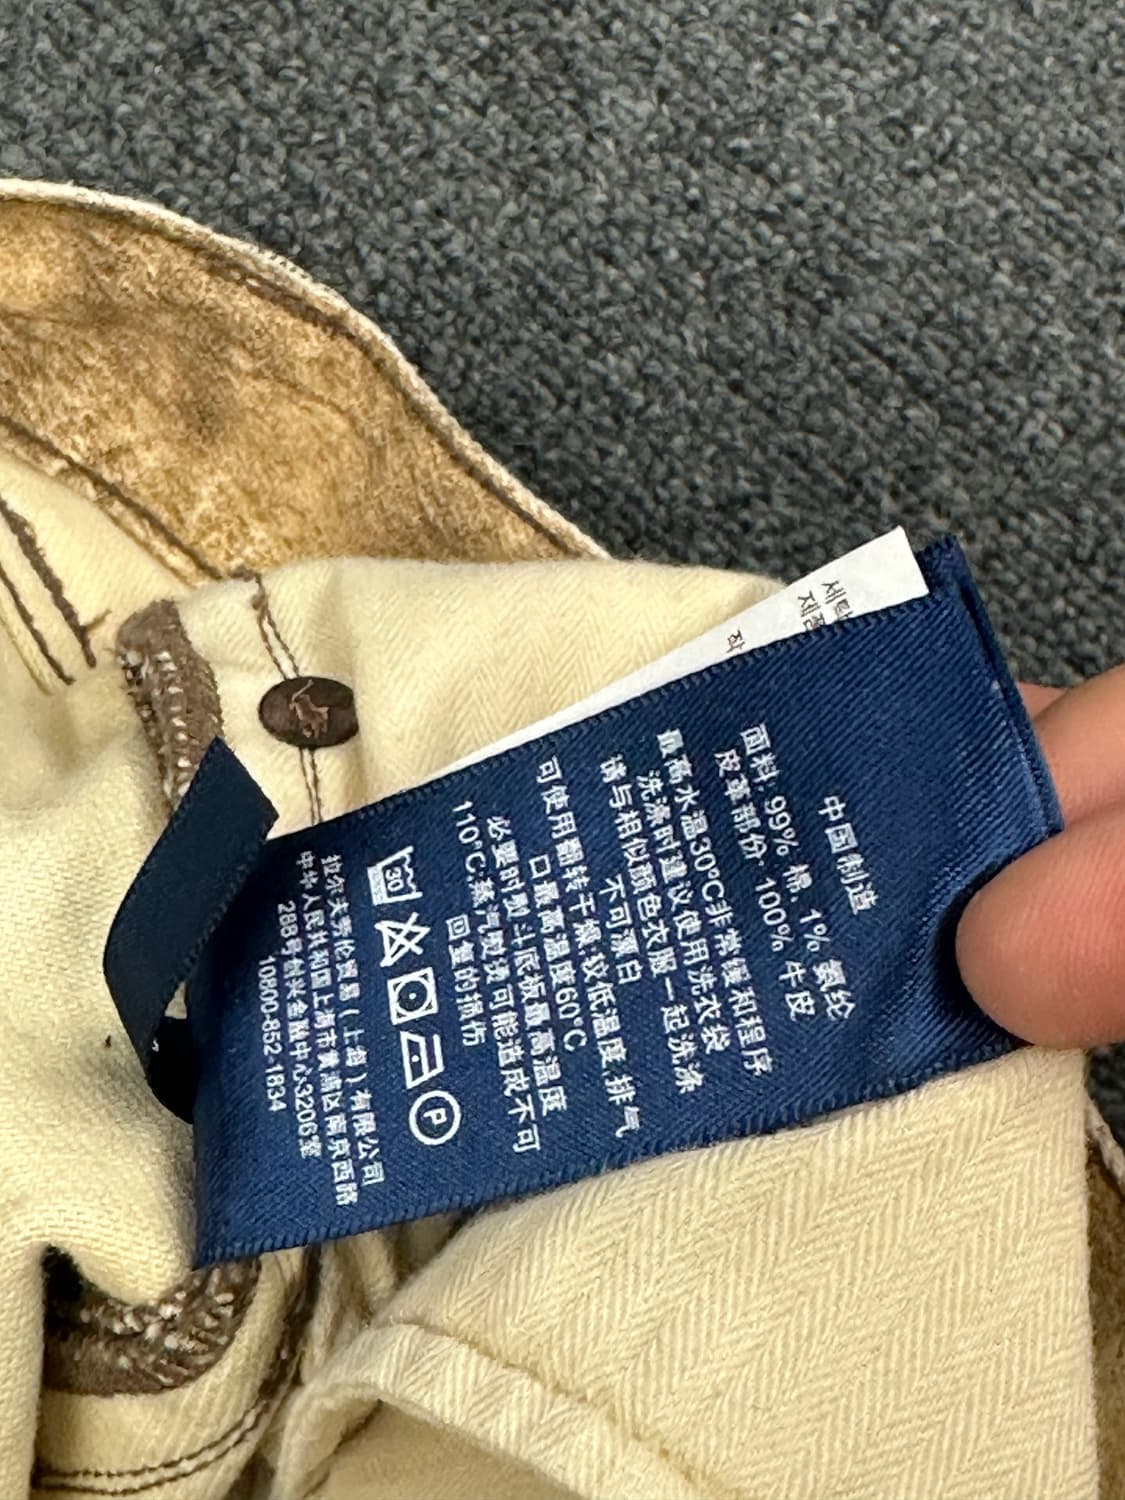 中国制造
面料: 99% 棉, 1% 氨纶
皮革部份: 100% 牛皮
最高水温30°C非常缓和程序
洗涤时建议使用洗衣袋
请与相似颜色衣服一起洗涤
不可漂白
可使用翻转干燥较低温度,排气
口最高温度60°C
必要时熨斗底板最高温度
110°C.蒸汽熨烫可能造成不可
回复的损伤
30
P
拉尔夫劳伦贸易(上海)有限公司
中华人民共和国上海市黄浦区南京西路
288号创兴金融中心3206室
10800-852-1834
세탁
제품